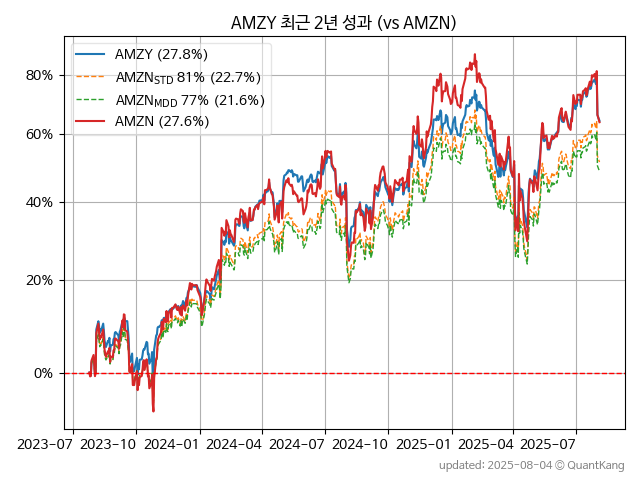 AMZY 최근 2년 성과 (vs AMZN)
AMZY (27.8%)
AMZN_STD 81% (22.7%)
AMZN_MDD 77% (21.6%)
AMZN (27.6%)
80%
60%
40%
20%
0%
2023-07 2023-10 2024-01 2024-04 2024-07 2024-10 2025-01 2025-04 2025-07
updated: 2025-08-04 © QuantKang